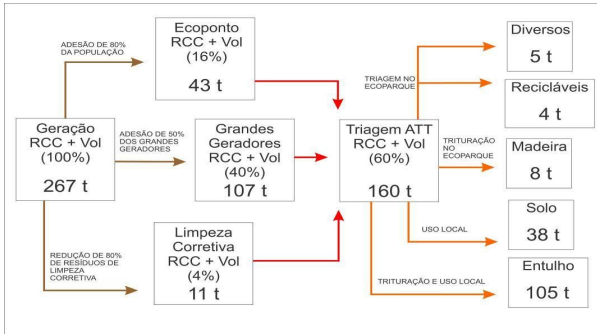 ADESÃO DE 80%
DA POPULAÇÃO
Ecoponto
RCC + Vol
(16%)
43 t
Geração
RCC + Vol
(100%)
267 t
ADESÃO DE 50%
DOS GRANDES
GERADORES
Grandes
Geradores
RCC + Vol
(40%)
107 t
REDUÇÃO DE 80%
DE RESÍDUOS DE
LIMPEZA
CORRETIVA
Limpeza
Corretiva
RCC + Vol
(4%)
11 t
Triagem ATT
RCC + Vol
(60%)
160 t
TRIAGEM NO
ECOPARQUE
TRITURAÇÃO
NO
ECOPARQUE
USO LOCAL
TRITURAÇÃO E USO LOCAL
Diversos
5 t
Recicláveis
4 t
Madeira
8 t
Solo
38 t
Entulho
105 t